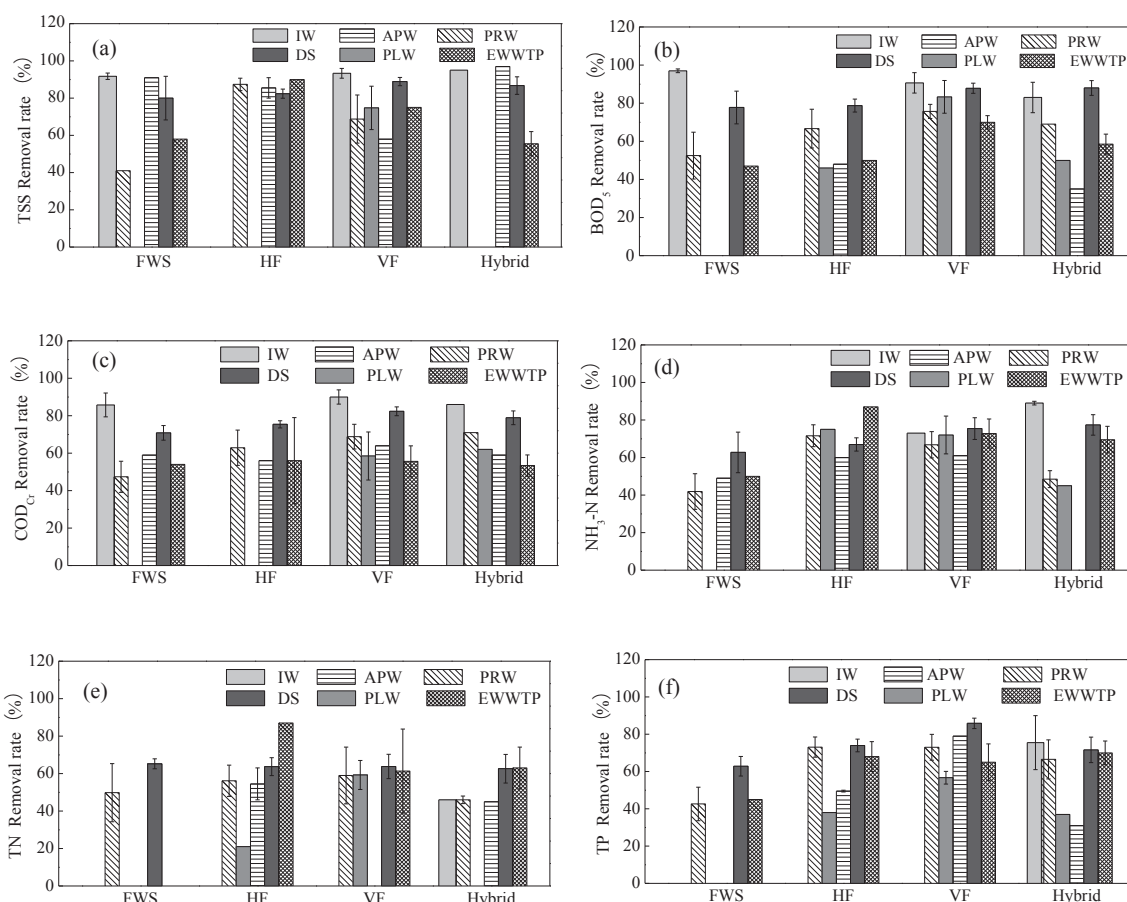 (a)
IW APW PRW
DS PLW EWWTP
TSS Removal rate (%)
120
100
80
60
40
20
0
FWS HF VF Hybrid
(b)
IW APW PRW
DS PLW EWWTP
BOD5 Removal rate (%)
120
100
80
60
40
20
0
FWS HF VF Hybrid
(c)
IW APW PRW
DS PLW EWWTP
CODCr Removal rate (%)
120
100
80
60
40
20
0
FWS HF VF Hybrid
(d)
IW APW PRW
DS PLW EWWTP
NH3-N Removal rate (%)
120
100
80
60
40
20
0
FWS HF VF Hybrid
(e)
IW APW PRW
DS PLW EWWTP
TN Removal rate (%)
120
100
80
60
40
20
0
FWS HF VF Hybrid
(f)
IW APW PRW
DS PLW EWWTP
TP Removal rate (%)
120
100
80
60
40
20
0
FWS HF VF Hybrid